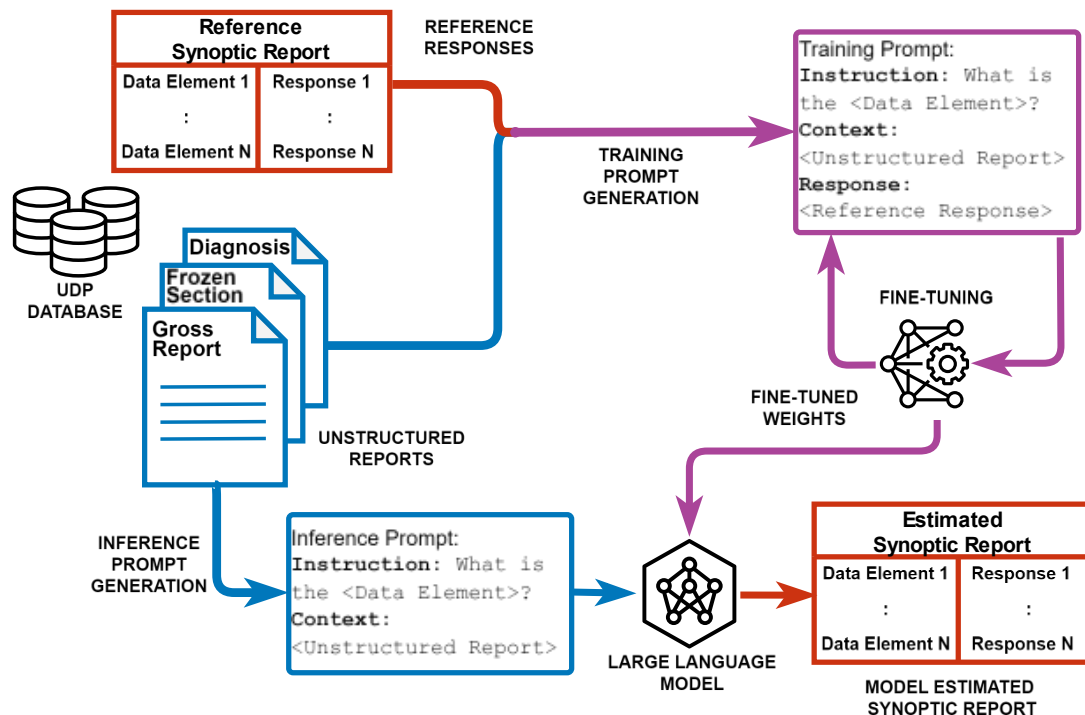 Reference
Synoptic Report
Data Element 1
Response 1
:
:
Data Element N
Response N
REFERENCE
RESPONSES
TRAINING
PROMPT
GENERATION
Training Prompt:
Instruction: What is
the <Data Element>?
Context:
<Unstructured Report>
Response:
<Reference Response>
UDP
DATABASE
Diagnosis
Frozen
Section
Gross
Report
UNSTRUCTURED
REPORTS
FINE-TUNING
FINE-TUNED
WEIGHTS
INFERENCE
PROMPT
GENERATION
Inference Prompt:
Instruction: What is
the <Data Element>?
Context:
<Unstructured Report>
LARGE LANGUAGE
MODEL
Estimated
Synoptic Report
Data Element 1
Response 1
:
:
Data Element N
Response N
MODEL ESTIMATED
SYNOPTIC REPORT